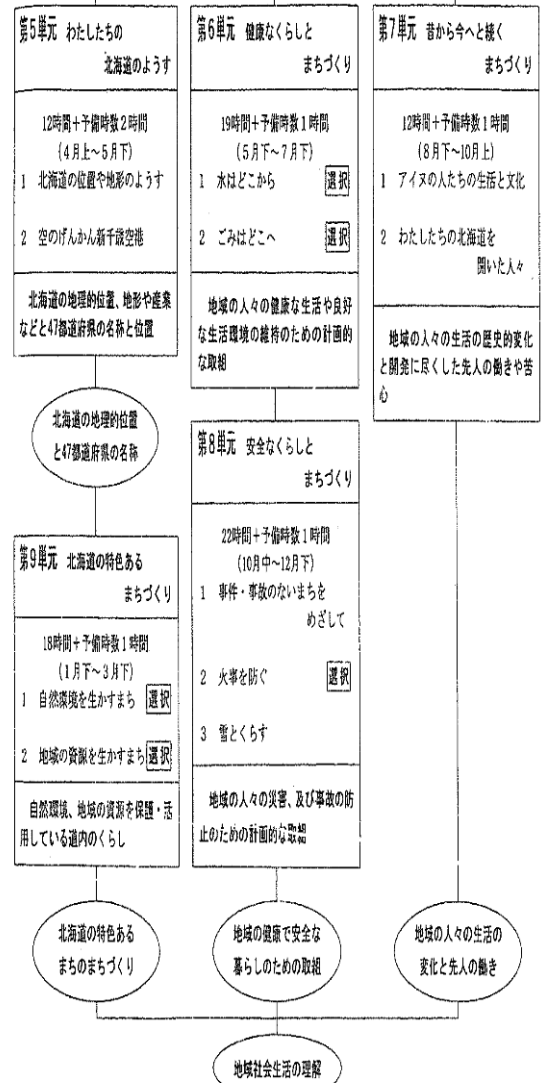 第5単元 わたしたちの
北海道のようす
12時間＋予備時数2時間
(4月上～5月下)
1 北海道の位置や地形のようす
2 空のげんかん新千歳空港
北海道の地理的位置、地形や産業
などと47都道府県の名称と位置
北海道の地理的位置
と47都道府県の名称
第9単元 北海道の特色ある
まちづくり
18時間＋予備時数1時間
(1月下～3月下)
1 自然環境を生かすまち 選択
2 地域の資源を生かすまち 選択
自然環境、地域の資源を保護・活
用している道内のくらし
北海道の特色ある
まちのまちづくり
第6単元 健康なくらしと
まちづくり
19時間＋予備時数1時間
(5月下～7月下)
1 水はどこから 選択
2 ごみはどこへ 選択
地域の人々の健康な生活や良好
な生活環境の維持のための計画的
な取組
第8単元 安全なくらしと
まちづくり
22時間＋予備時数1時間
(10月中～12月下)
1 事件・事故のないまちを
めざして
2 火事を防ぐ 選択
3 雪とくらす
地域の人々の災害、及び事故の防
止のための計画的な取組
地域の健康で安全な
暮らしのための取組
第7単元 昔から今へと続く
まちづくり
12時間＋予備時数1時間
(8月下～10月上)
1 アイヌの人たちの生活と文化
2 わたしたちの北海道を
開いた人々
地域の人々の生活の歴史的変化
と開発に尽くした先人の働きや苦
心
地域の人々の生活の
変化と先人の働き
地域社会生活の理解